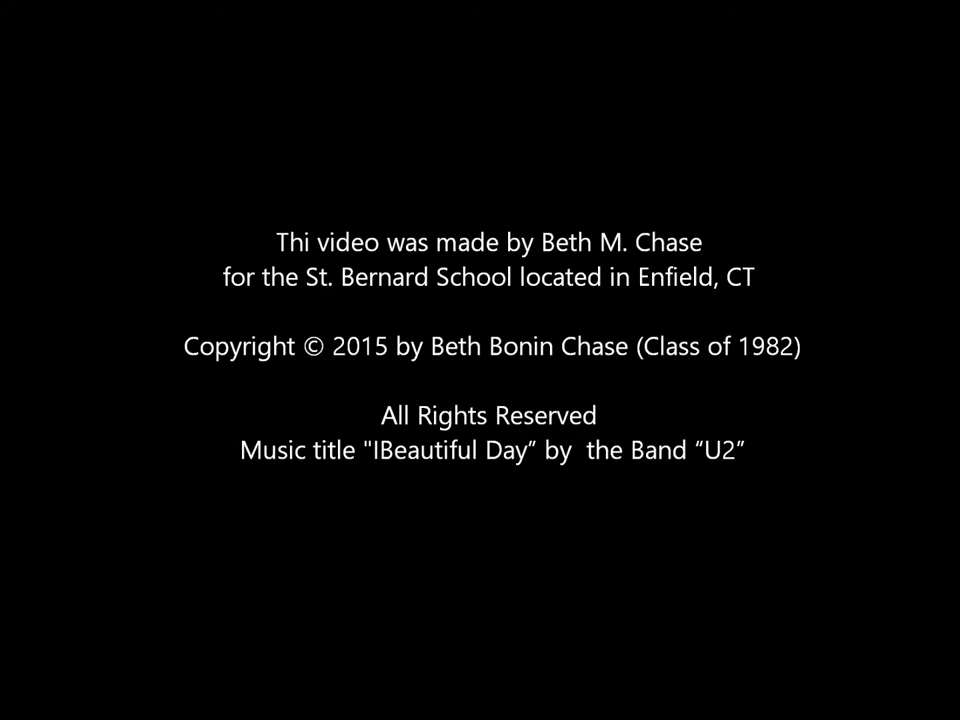 Thi video was made by Beth M. Chase
for the St. Bernard School located in Enfield, CT
Copyright © 2015 by Beth Bonin Chase (Class of 1982)
All Rights Reserved
Music title "IBeautiful Day” by  the Band “U2”